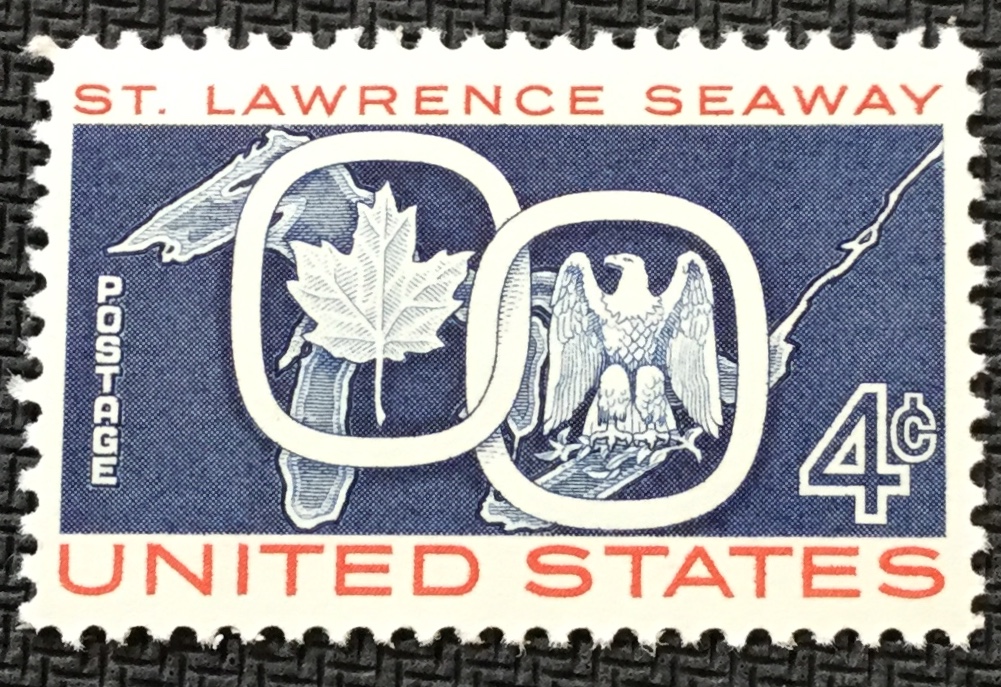 ST. LAWRENCE SEAWAY
POSTAGE
4¢
UNITED STATES